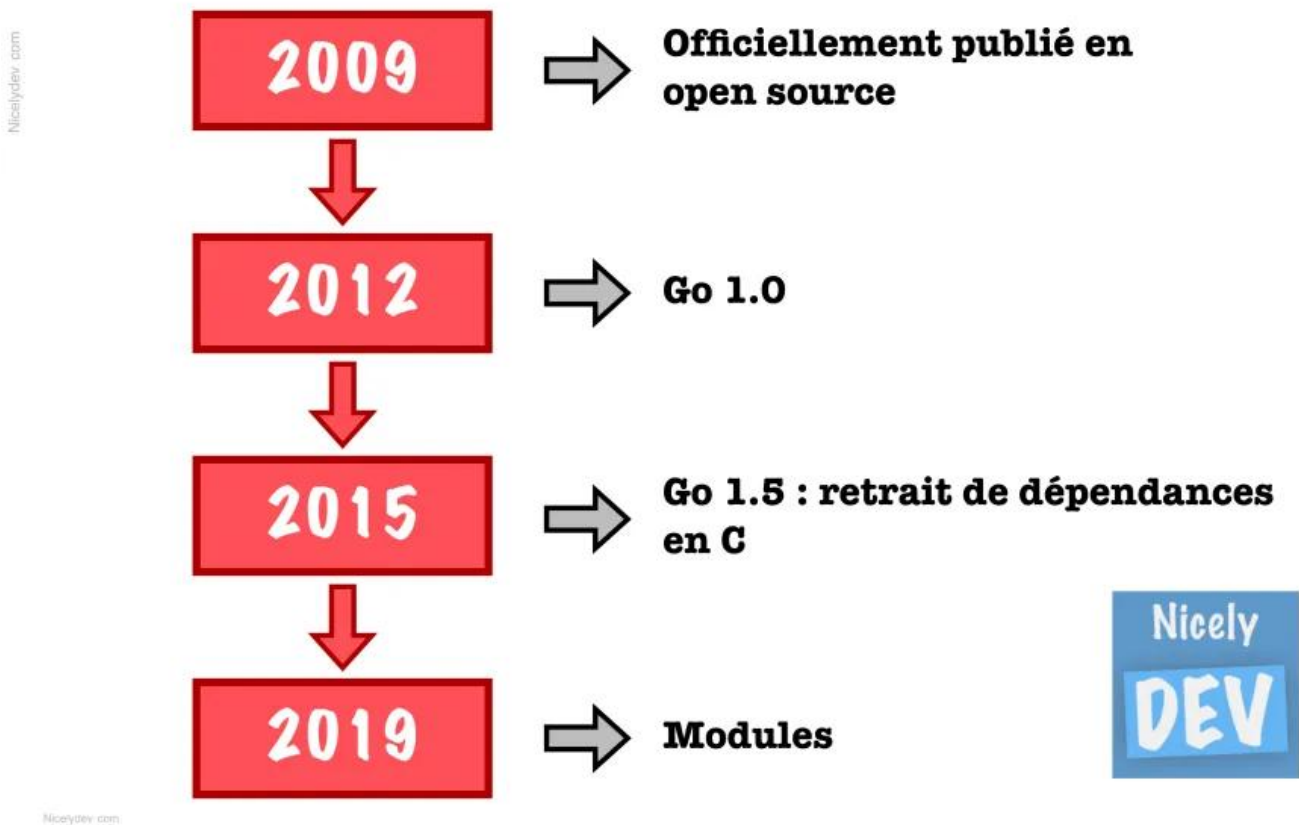 Nicelydev com
2009
Officiellement publié en
open source
2012
Go 1.0
2015
Go 1.5 : retrait de dépendances
en C
Nicely
DEV
2019
Modules
Nicelydev com